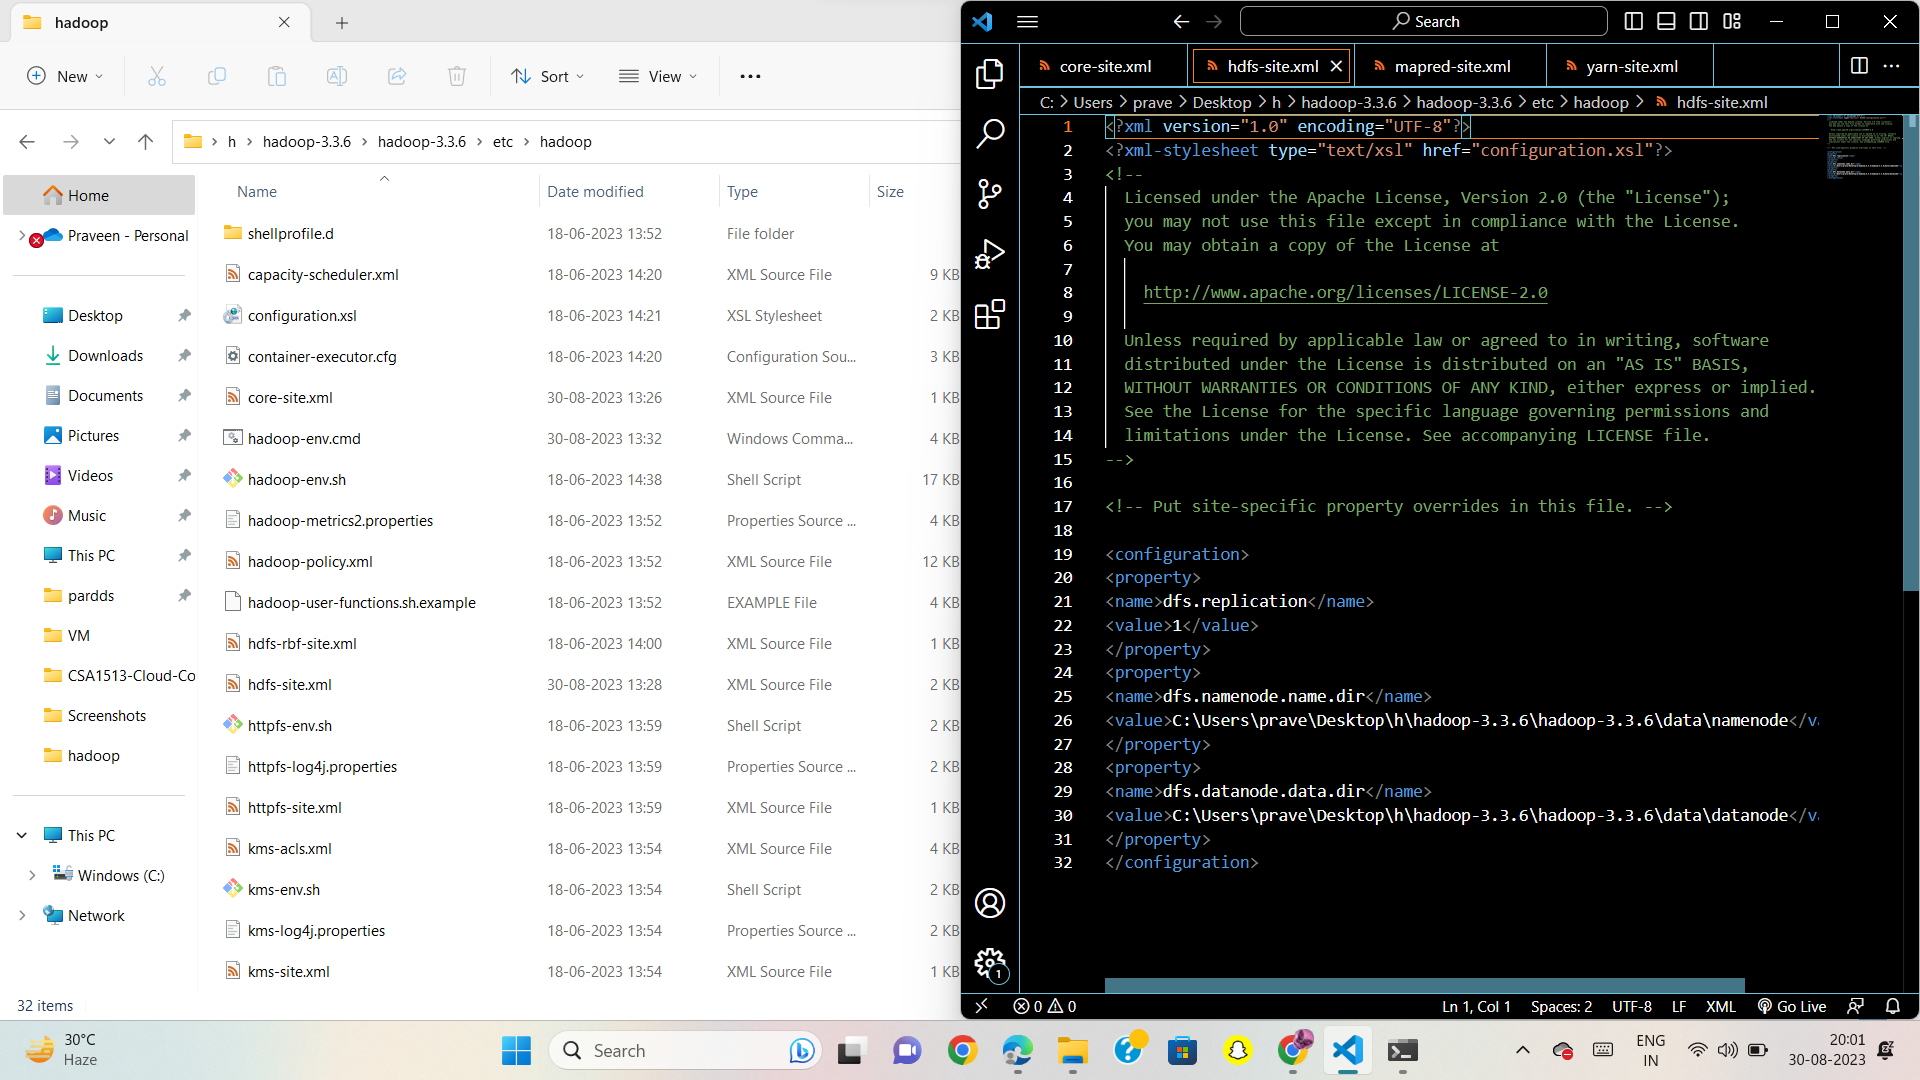 hadoop
New
Sort
View
h > hadoop-3.3.6 > hadoop-3.3.6 > etc > hadoop
Home
Praveen - Personal
Desktop
Downloads
Documents
Pictures
Videos
Music
This PC
pardds
VM
CSA1513-Cloud-Co
Screenshots
hadoop
This PC
Windows (C:)
Network
Name Date modified Type Size
shellprofile.d 18-06-2023 13:52 File folder
capacity-scheduler.xml 18-06-2023 14:20 XML Source File 9 KB
configuration.xsl 18-06-2023 14:21 XSL Stylesheet 2 KB
container-executor.cfg 18-06-2023 14:20 Configuration Sou... 3 KB
core-site.xml 30-08-2023 13:26 XML Source File 1 KB
hadoop-env.cmd 30-08-2023 13:32 Windows Comma... 4 KB
hadoop-env.sh 18-06-2023 14:38 Shell Script 17 KB
hadoop-metrics2.properties 18-06-2023 13:52 Properties Source ... 4 KB
hadoop-policy.xml 18-06-2023 13:52 XML Source File 12 KB
hadoop-user-functions.sh.example 18-06-2023 13:52 EXAMPLE File 4 KB
hdfs-rbf-site.xml 18-06-2023 14:00 XML Source File 1 KB
hdfs-site.xml 30-08-2023 13:28 XML Source File 2 KB
httpfs-env.sh 18-06-2023 13:59 Shell Script 2 KB
httpfs-log4j.properties 18-06-2023 13:59 Properties Source ... 2 KB
httpfs-site.xml 18-06-2023 13:59 XML Source File 1 KB
kms-acls.xml 18-06-2023 13:54 XML Source File 4 KB
kms-env.sh 18-06-2023 13:54 Shell Script 2 KB
kms-log4j.properties 18-06-2023 13:54 Properties Source ... 2 KB
kms-site.xml 18-06-2023 13:54 XML Source File 1 KB
32 items
Search
core-site.xml hdfs-site.xml mapred-site.xml yarn-site.xml
C: > Users > prave > Desktop > h > hadoop-3.3.6 > hadoop-3.3.6 > etc > hadoop > hdfs-site.xml
1 <?xml version="1.0" encoding="UTF-8"?>
2 <?xml-stylesheet type="text/xsl" href="configuration.xsl"?>
3 <!--
4 Licensed under the Apache License, Version 2.0 (the "License");
5 you may not use this file except in compliance with the License.
6 You may obtain a copy of the License at
7
8 http://www.apache.org/licenses/LICENSE-2.0
9
10 Unless required by applicable law or agreed to in writing, software
11 distributed under the License is distributed on an "AS IS" BASIS,
12 WITHOUT WARRANTIES OR CONDITIONS OF ANY KIND, either express or implied.
13 See the License for the specific language governing permissions and
14 limitations under the License. See accompanying LICENSE file.
15 -->
16
17 <!-- Put site-specific property overrides in this file. -->
18
19 <configuration>
20 <property>
21 <name>dfs.replication</name>
22 <value>1</value>
23 </property>
24 <property>
25 <name>dfs.namenode.name.dir</name>
26 <value>C:\Users\prave\Desktop\h\hadoop-3.3.6\hadoop-3.3.6\data\namenode</va
27 </property>
28 <property>
29 <name>dfs.datanode.data.dir</name>
30 <value>C:\Users\prave\Desktop\h\hadoop-3.3.6\hadoop-3.3.6\data\datanode</va
31 </property>
32 </configuration>
1
0 0 Ln 1, Col 1 Spaces: 2 UTF-8 LF XML Go Live
30°C
Haze
Search
ENG
IN
20:01
30-08-2023